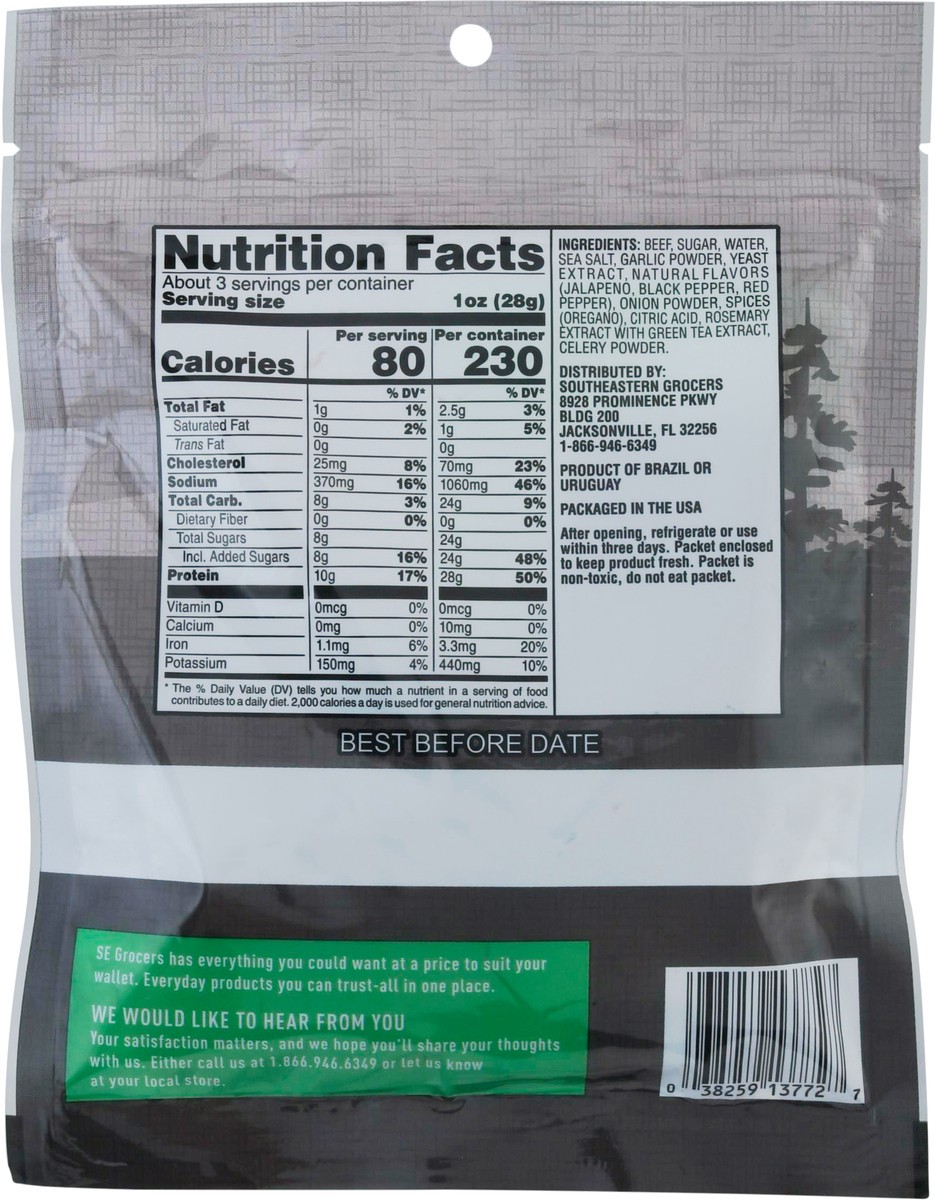 Nutrition Facts
About 3 servings per container
Serving size 1oz (28g)
Per serving Per container
Calories 80 230
% DV* % DV*
Total Fat 1g 1% 2.5g 3%
Saturated Fat 0g 2% 1g 5%
Trans Fat 0g 0g
Cholesterol 25mg 8% 70mg 23%
Sodium 370mg 16% 1060mg 46%
Total Carb. 8g 3% 24g 9%
Dietary Fiber 0g 0% 0g 0%
Total Sugars 8g 24g
Incl. Added Sugars 8g 16% 24g 48%
Protein 10g 17% 28g 50%
Vitamin D 0mcg 0% 0mcg 0%
Calcium 0mg 0% 10mg 0%
Iron 1.1mg 6% 3.3mg 20%
Potassium 150mg 4% 440mg 10%
* The % Daily Value (DV) tells you how much a nutrient in a serving of food
contributes to a daily diet. 2,000 calories a day is used for general nutrition advice.
INGREDIENTS: BEEF, SUGAR, WATER,
SEA SALT, GARLIC POWDER, YEAST
EXTRACT, NATURAL FLAVORS
(JALAPEÑO, BLACK PEPPER, RED
PEPPER), ONION POWDER, SPICES
(OREGANO), CITRIC ACID, ROSEMARY
EXTRACT WITH GREEN TEA EXTRACT,
CELERY POWDER.
DISTRIBUTED BY:
SOUTHEASTERN GROCERS
8928 PROMINENCE PKWY
BLDG 200
JACKSONVILLE, FL 32256
1-866-946-6349
PRODUCT OF BRAZIL OR
URUGUAY
PACKAGED IN THE USA
After opening, refrigerate or use
within three days. Packet enclosed
to keep product fresh. Packet is
non-toxic, do not eat packet.
BEST BEFORE DATE
SE Grocers has everything you could want at a price to suit your
wallet. Everyday products you can trust-all in one place.
WE WOULD LIKE TO HEAR FROM YOU
Your satisfaction matters, and we hope you'll share your thoughts
with us. Either call us at 1.866.946.6349 or let us know
at your local store.
0 38259 13772 7